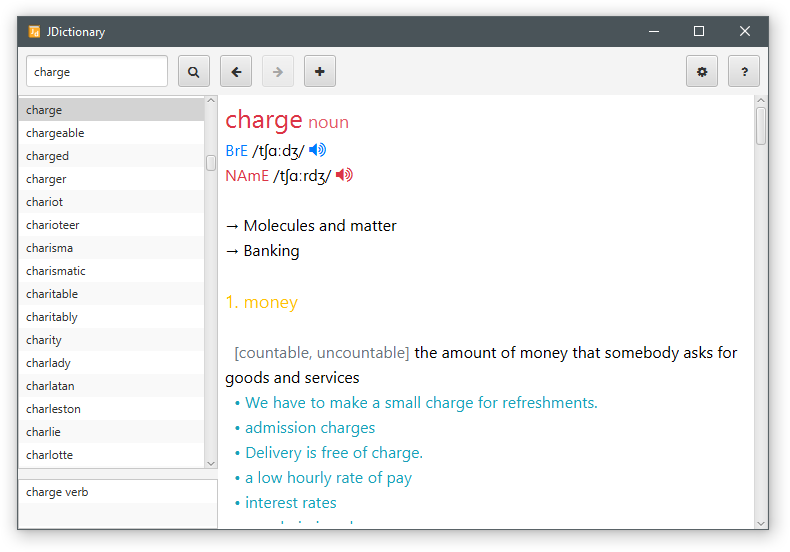 JDictionary
charge
?
charge
chargeable
charged
charger
chariot
charioteer
charisma
charismatic
charitable
charitably
charity
charlady
charlatan
charleston
charlie
charlotte
charge verb
charge noun
BrE /tʃɑːdʒ/
NAmE /tʃɑːrdʒ/
→ Molecules and matter
→ Banking
1. money
[countable, uncountable] the amount of money that somebody asks for
goods and services
• We have to make a small charge for refreshments.
• admission charges
• Delivery is free of charge.
• a low hourly rate of pay
• interest rates